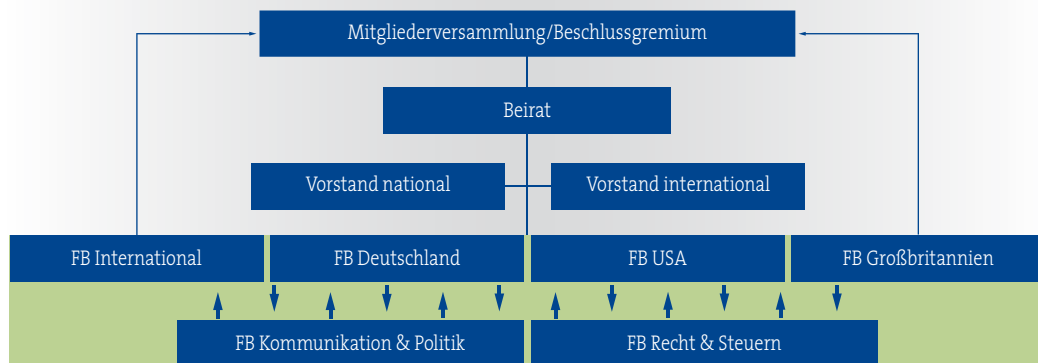 Mitgliederversammlung/Beschlussgremium
Beirat
Vorstand national
Vorstand international
FB International
FB Deutschland
FB USA
FB Großbritannien
FB Kommunikation & Politik
FB Recht & Steuern